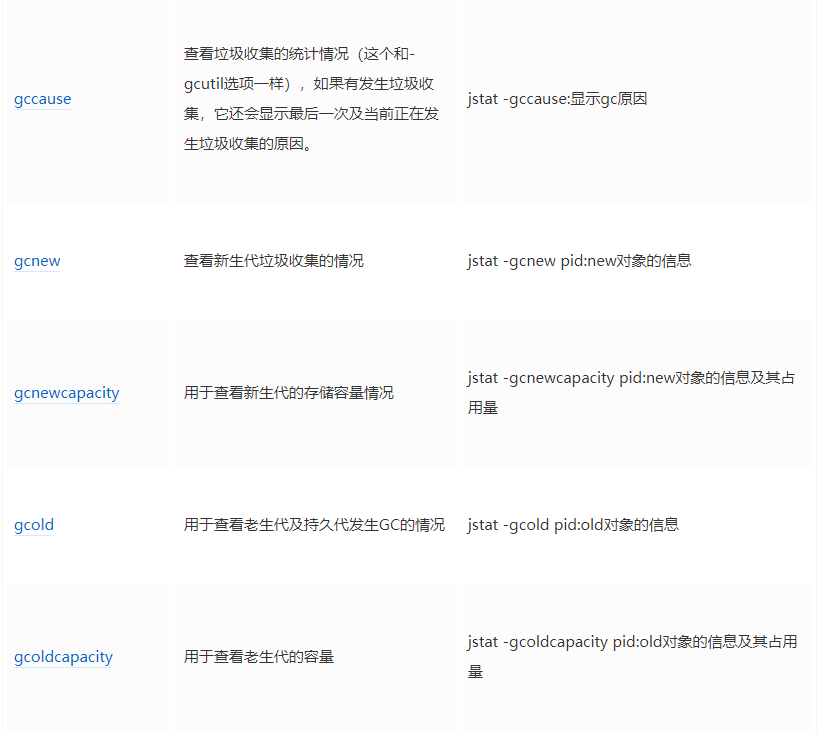 gccause
查看垃圾收集的统计情况（这个和-
gcutil选项一样），如果有发生垃圾收
集，它还会显示最后一次及当前正在发
生垃圾收集的原因。
jstat -gccause:显示gc原因
gcnew
查看新生代垃圾收集的情况
jstat -gcnew pid:new对象的信息
gcnewcapacity
用于查看新生代的存储容量情况
jstat -gcnewcapacity pid:new对象的信息及其占
用量
gcold
用于查看老生代及持久代发生GC的情况
jstat -gcold pid:old对象的信息
gcoldcapacity
用于查看老生代的容量
jstat -gcoldcapacity pid:old对象的信息及其占用
量